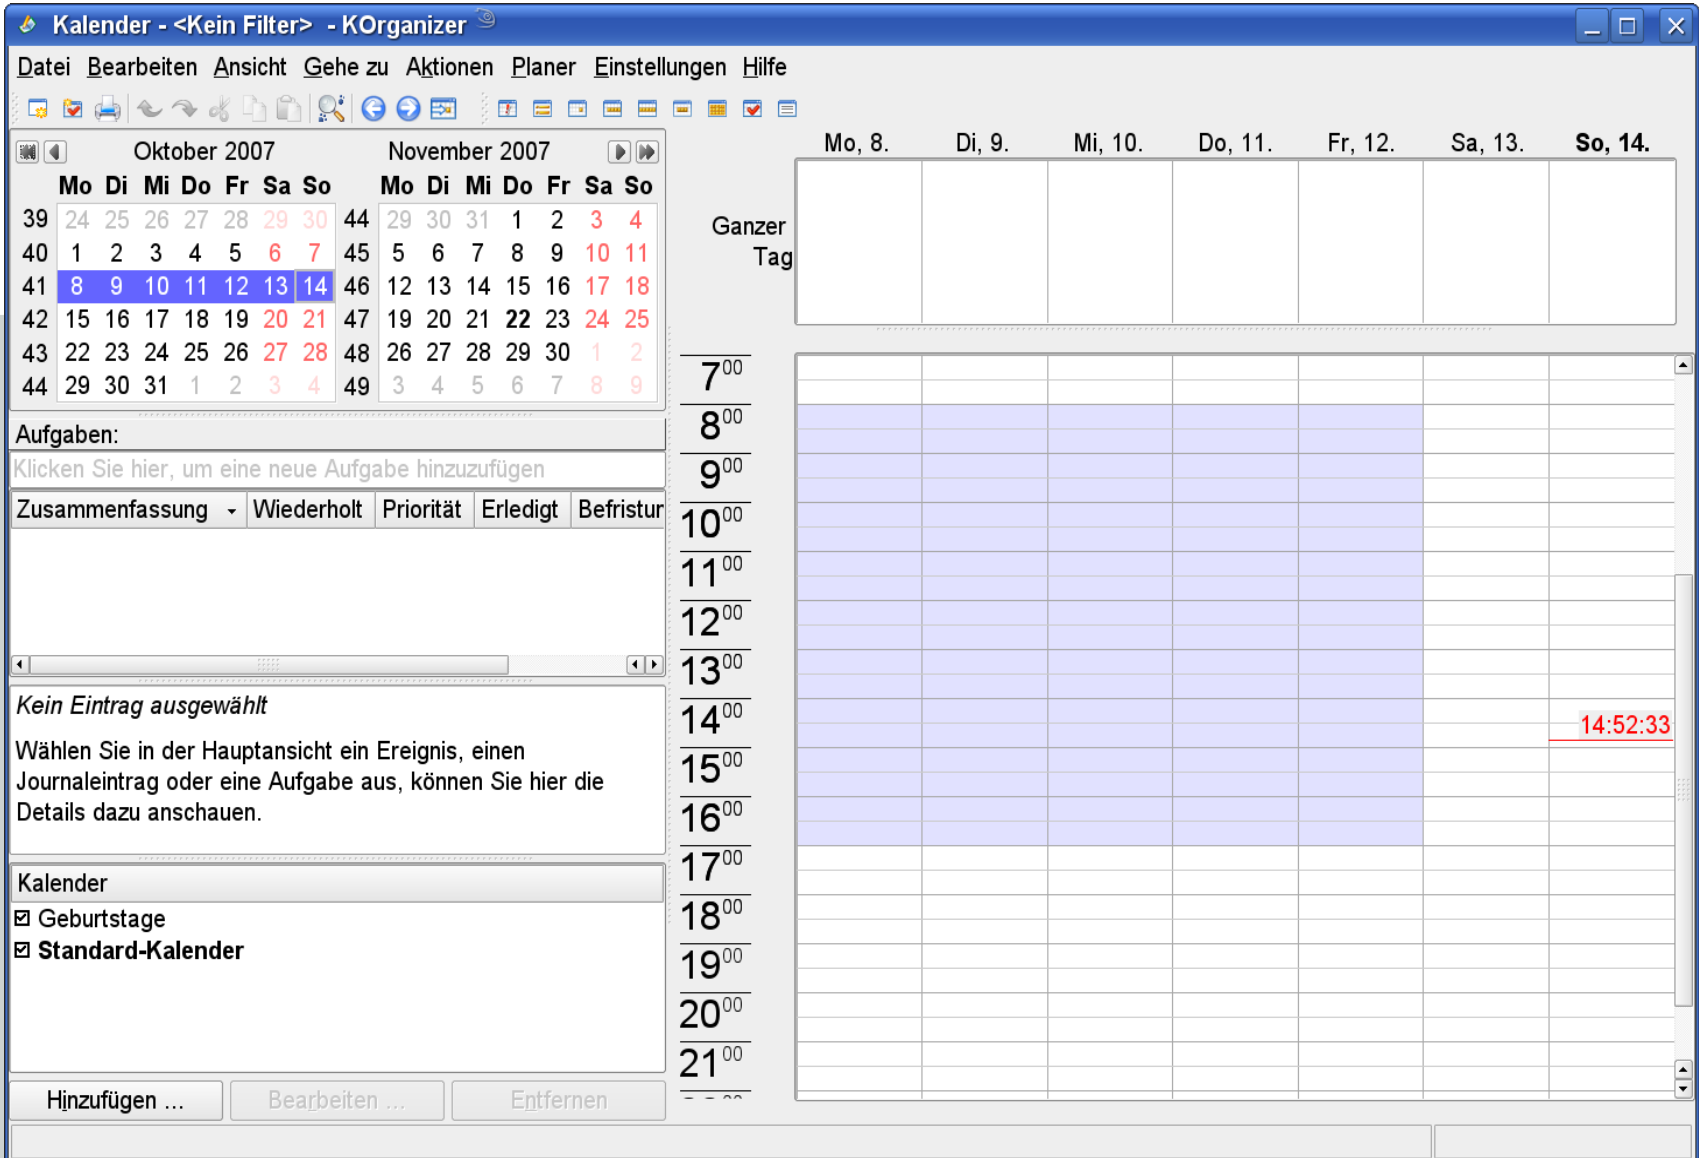 Kalender - <Kein Filter> - KOrganizer
Datei Bearbeiten Ansicht Gehe zu Aktionen Planer Einstellungen Hilfe
Oktober 2007
Mo Di Mi Do Fr Sa So
39 24 25 26 27 28 29 30
40 1 2 3 4 5 6 7
41 8 9 10 11 12 13 14
42 15 16 17 18 19 20 21
43 22 23 24 25 26 27 28
44 29 30 31 1 2 3 4
November 2007
Mo Di Mi Do Fr Sa So
44 29 30 31 1 2 3 4
45 5 6 7 8 9 10 11
46 12 13 14 15 16 17 18
47 19 20 21 22 23 24 25
48 26 27 28 29 30 1 2
49 3 4 5 6 7 8 9
Aufgaben:
Klicken Sie hier, um eine neue Aufgabe hinzuzufügen
Zusammenfassung Wiederholt Priorität Erledigt Befristur
Kein Eintrag ausgewählt
Wählen Sie in der Hauptansicht ein Ereignis, einen
Journaleintrag oder eine Aufgabe aus, können Sie hier die
Details dazu anschauen.
Kalender
Geburtstage
Standard-Kalender
Hinzufügen ... Bearbeiten ... Entfernen
Mo, 8. Di, 9. Mi, 10. Do, 11. Fr, 12. Sa, 13. So, 14.
Ganzer
Tag
7 00
8 00
9 00
10 00
11 00
12 00
13 00
14 00
14:52:33
15 00
16 00
17 00
18 00
19 00
20 00
21 00